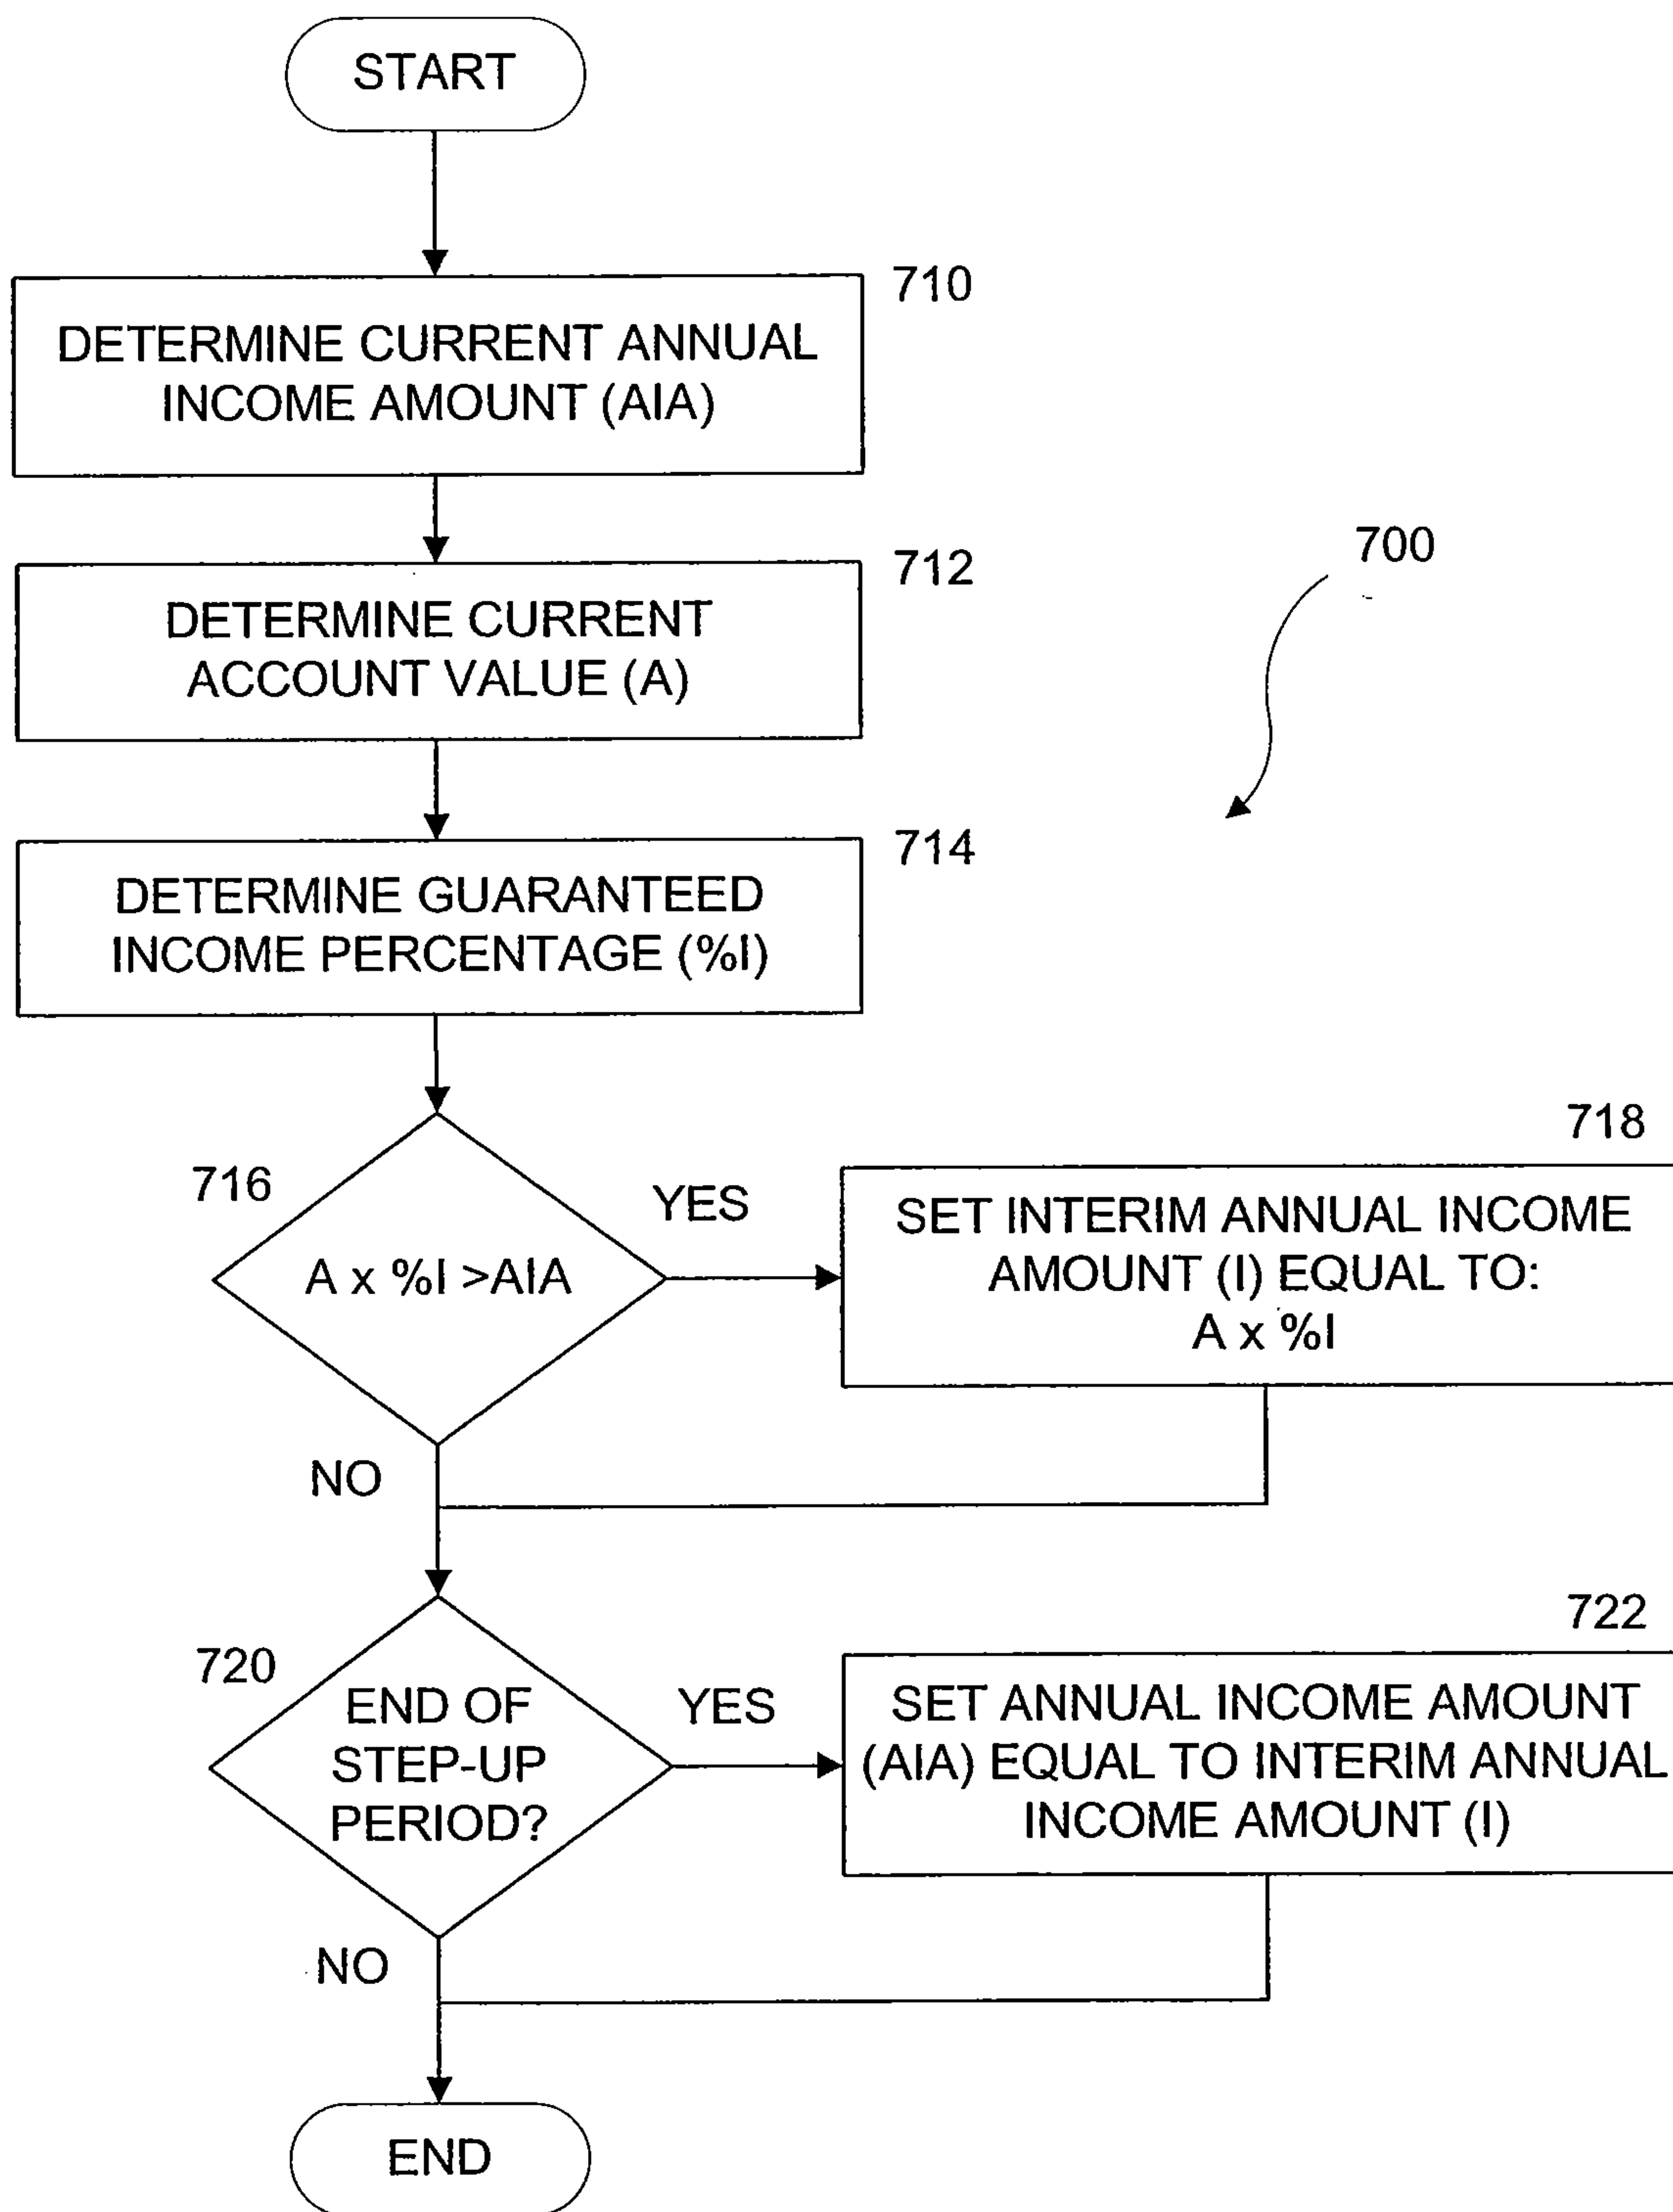 START
710
DETERMINE CURRENT ANNUAL
INCOME AMOUNT (AIA)
712
DETERMINE CURRENT
ACCOUNT VALUE (A)
700
714
DETERMINE GUARANTEED
INCOME PERCENTAGE (%I)
716
A x %I >AIA
YES
718
SET INTERIM ANNUAL INCOME
AMOUNT (I) EQUAL TO:
A x %I
NO
720
END OF
STEP-UP
PERIOD?
YES
722
SET ANNUAL INCOME AMOUNT
(AIA) EQUAL TO INTERIM ANNUAL
INCOME AMOUNT (I)
NO
END